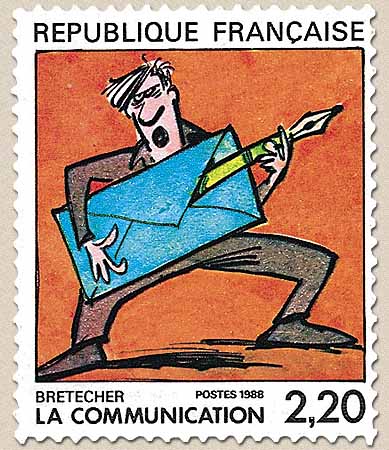 REPUBLIQUE FRANÇAISE
BRETECHER POSTES 1988
LA COMMUNICATION 2,20